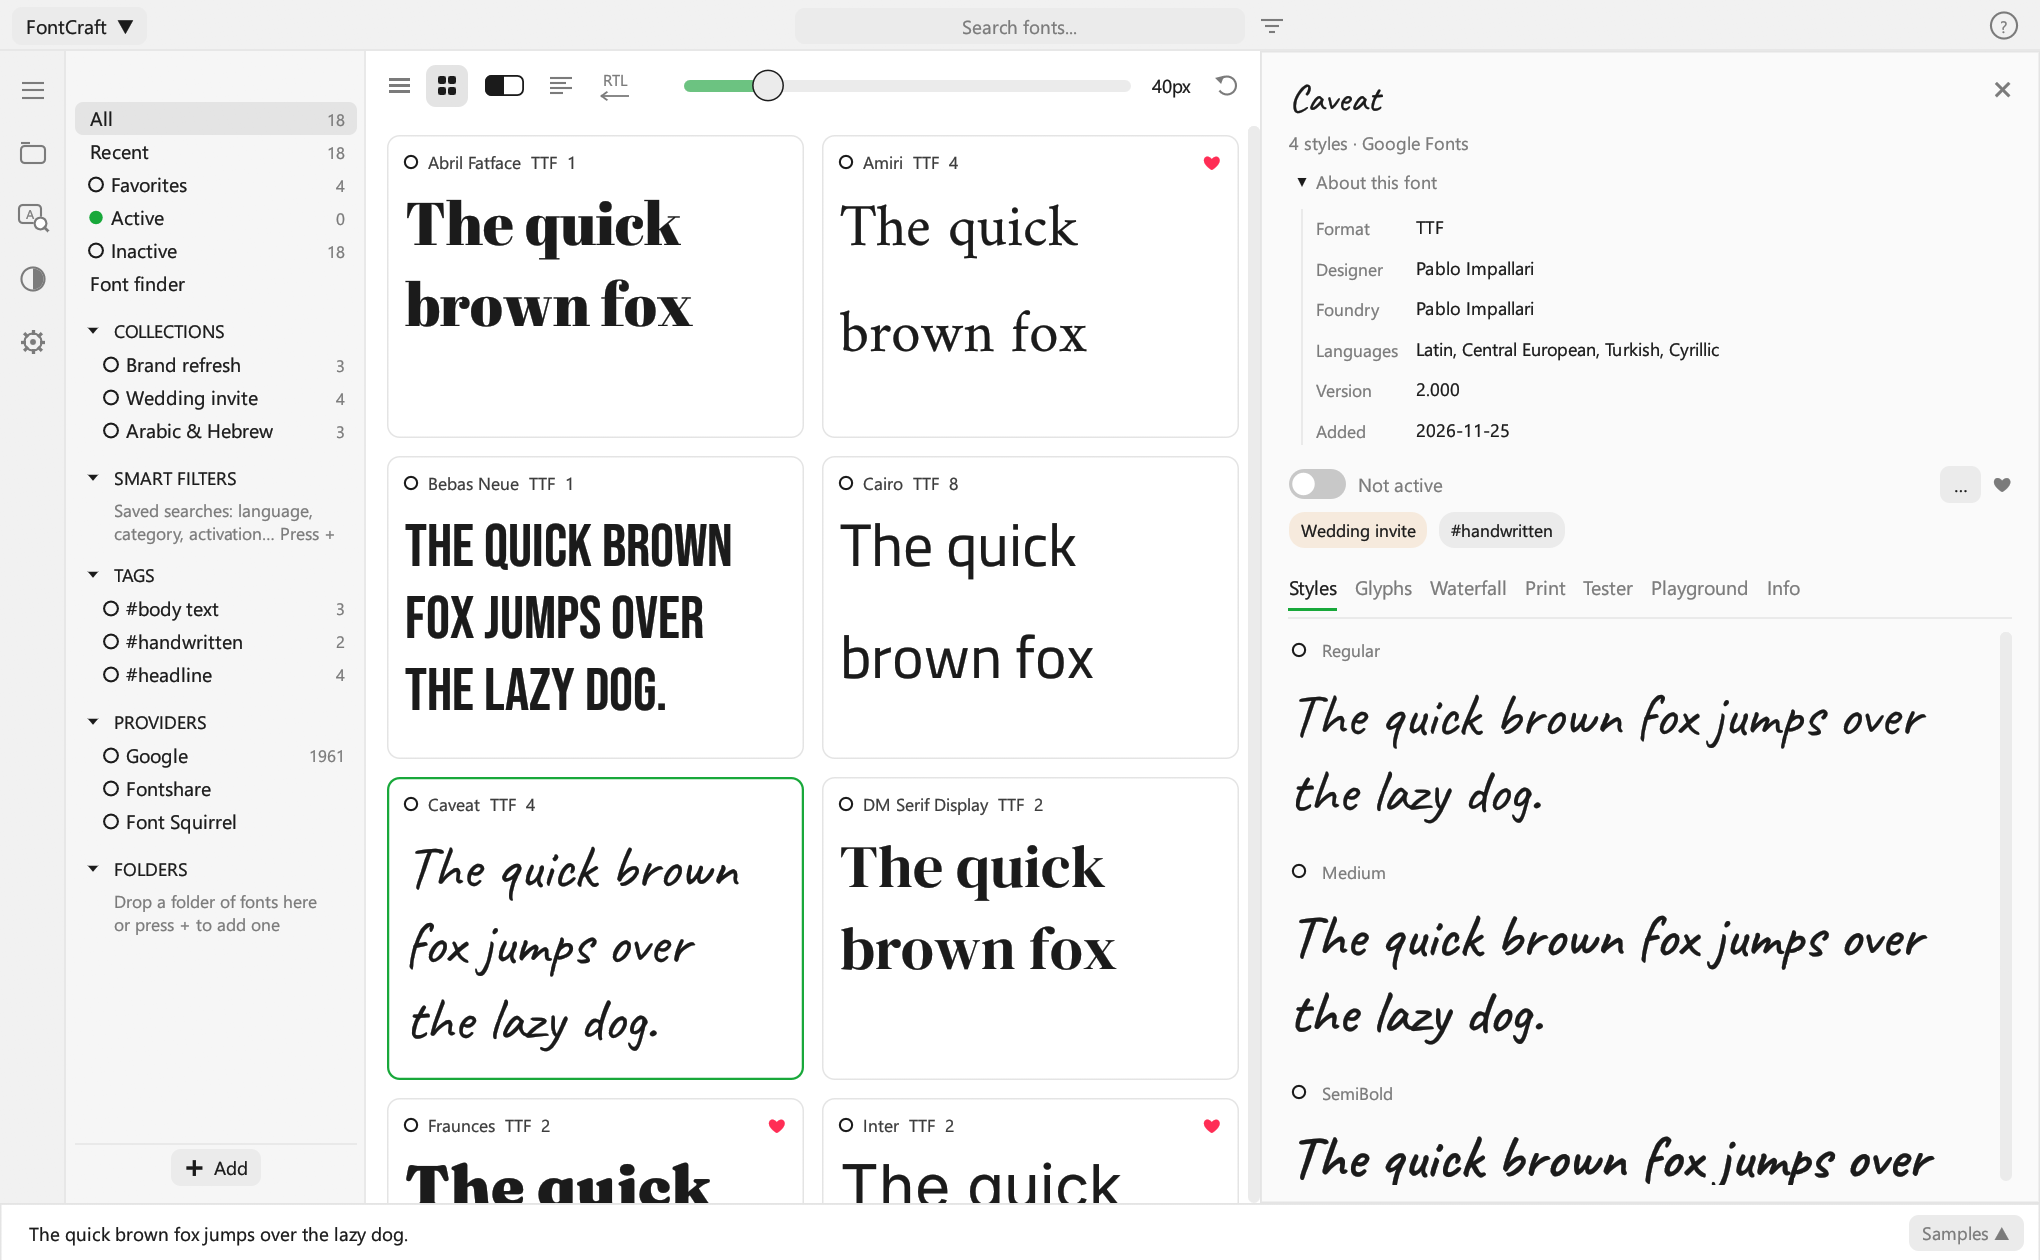 FontCraft ▼
Search fonts...
?
All 18
Recent 18
Favorites 4
Active 0
Inactive 18
Font finder
COLLECTIONS
Brand refresh 3
Wedding invite 4
Arabic & Hebrew 3
SMART FILTERS
Saved searches: language,
category, activation... Press +
TAGS
#body text 3
#handwritten 2
#headline 4
PROVIDERS
Google 1961
Fontshare
Font Squirrel
FOLDERS
Drop a folder of fonts here
or press + to add one
+ Add
RTL
40px
Abril Fatface TTF 1
The quick
brown fox
Amiri TTF 4
The quick
brown fox
Bebas Neue TTF 1
THE QUICK BROWN
FOX JUMPS OVER
THE LAZY DOG.
Cairo TTF 8
The quick
brown fox
Caveat TTF 4
The quick brown
fox jumps over
the lazy dog.
DM Serif Display TTF 2
The quick
brown fox
Fraunces TTF 2
The quick
Inter TTF 2
The quick
Caveat
4 styles · Google Fonts
▼ About this font
Format TTF
Designer Pablo Impallari
Foundry Pablo Impallari
Languages Latin, Central European, Turkish, Cyrillic
Version 2.000
Added 2026-11-25
Not active
...
Wedding invite #handwritten
Styles Glyphs Waterfall Print Tester Playground Info
Regular
The quick brown fox jumps over
the lazy dog.
Medium
The quick brown fox jumps over
the lazy dog.
SemiBold
The quick brown fox jumps over
The quick brown fox jumps over the lazy dog.
Samples ▲